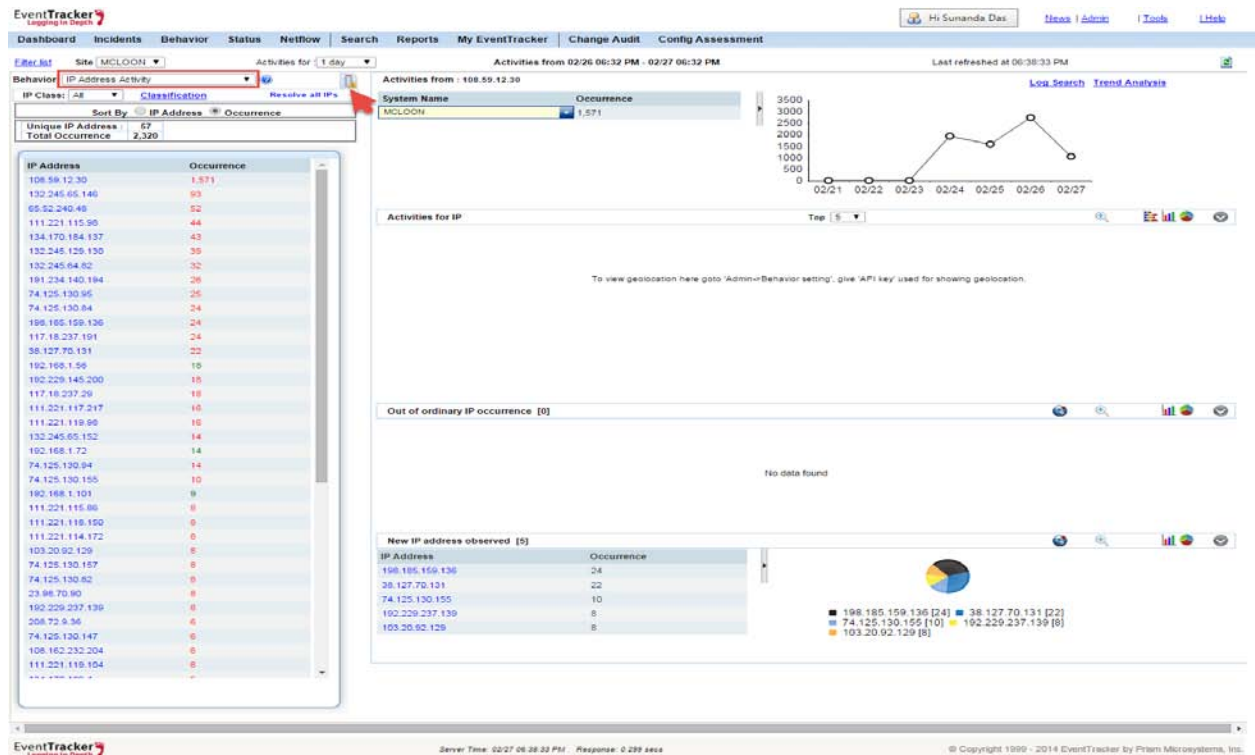 EventTracker
Logging in Depth
Hi Sunanda Das
News | Admin | Tools | Help
Dashboard Incidents Behavior Status Netflow Search Reports My EventTracker Change Audit Config Assessment
Filter list Site MCLOON Activities for : 1 day
Activities from 02/26 06:32 PM - 02/27 06:32 PM
Last refreshed at 06:38:33 PM
Behavior IP Address Activity
IP Class: All Classification Resolve all IPs
Sort By IP Address Occurrence
Unique IP Address : 57
Total Occurrence 2,320
IP Address Occurrence
108.59.12.30 1,571
132.245.65.146 93
65.52.240.48 52
111.221.115.98 44
134.170.184.137 43
132.245.129.130
132.245.64.82 32
191.234.140.194
74.125.130.95 25
74.125.130.84 24
198.185.159.136 24
117.18.237.191 24
38.127.70.131 22
192.168.1.56
192.229.145.200
117.18.237.29
111.221.117.217 16
111.221.119.98 16
132.245.65.152 14
192.168.1.72 14
74.125.130.94 14
74.125.130.155 10
192.168.1.101 9
111.221.115.86 8
111.221.118.150 8
111.221.114.172 8
103.20.92.129 8
74.125.130.157 8
74.125.130.82 8
23.98.70.90 8
192.229.237.139 8
208.72.9.36 6
74.125.130.147 6
108.162.232.204 6
111.221.119.104 6
Activities from : 108.59.12.30
Log Search Trend Analysis
System Name Occurrence
MCLOON 1,571
3500
3000
2500
2000
1500
1000
500
0
02/21 02/22 02/23 02/24 02/25 02/26 02/27
Activities for IP Top 5
To view geolocation here goto 'Admin->Behavior setting', give 'API key' used for showing geolocation.
Out of ordinary IP occurrence [0]
No data found
New IP address observed [5]
IP Address Occurrence
198.185.159.136 24
38.127.70.131 22
74.125.130.155 10
192.229.237.139 8
103.20.92.129 8
198.185.159.136 [24] 38.127.70.131 [22]
74.125.130.155 [10] 192.229.237.139 [8]
103.20.92.129 [8]
EventTracker
Logging in Depth
Server Time: 02/27 06:38:33 PM Response: 0.299 secs
© Copyright 1999 - 2014 EventTracker by Prism Microsystems, Inc.